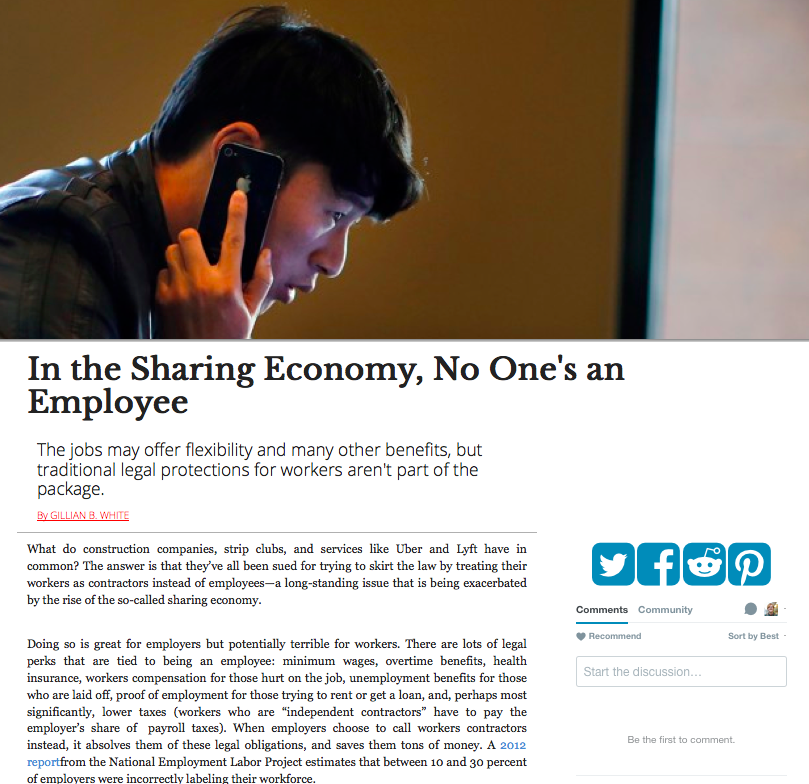 In the Sharing Economy, No One's an
Employee
The jobs may offer flexibility and many other benefits, but
traditional legal protections for workers aren't part of the
package.
By GILLIAN B. WHITE
What do construction companies, strip clubs, and services like Uber and Lyft have in
common? The answer is that they've all been sued for trying to skirt the law by treating their
workers as contractors instead of employees—a long-standing issue that is being exacerbated
by the rise of the so-called sharing economy.
Doing so is great for employers but potentially terrible for workers. There are lots of legal
perks that are tied to being an employee: minimum wages, overtime benefits, health
insurance, workers compensation for those hurt on the job, unemployment benefits for those
who are laid off, proof of employment for those trying to rent or get a loan, and, perhaps most
significantly, lower taxes (workers who are “independent contractors” have to pay the
employer's share of payroll taxes). When employers choose to call workers contractors
instead, it absolves them of these legal obligations, and saves them tons of money. A 2012
reportfrom the National Employment Labor Project estimates that between 10 and 30 percent
of employers were incorrectly labeling their workforce.
Comments Community
Recommend Sort by Best
Start the discussion...
Be the first to comment.